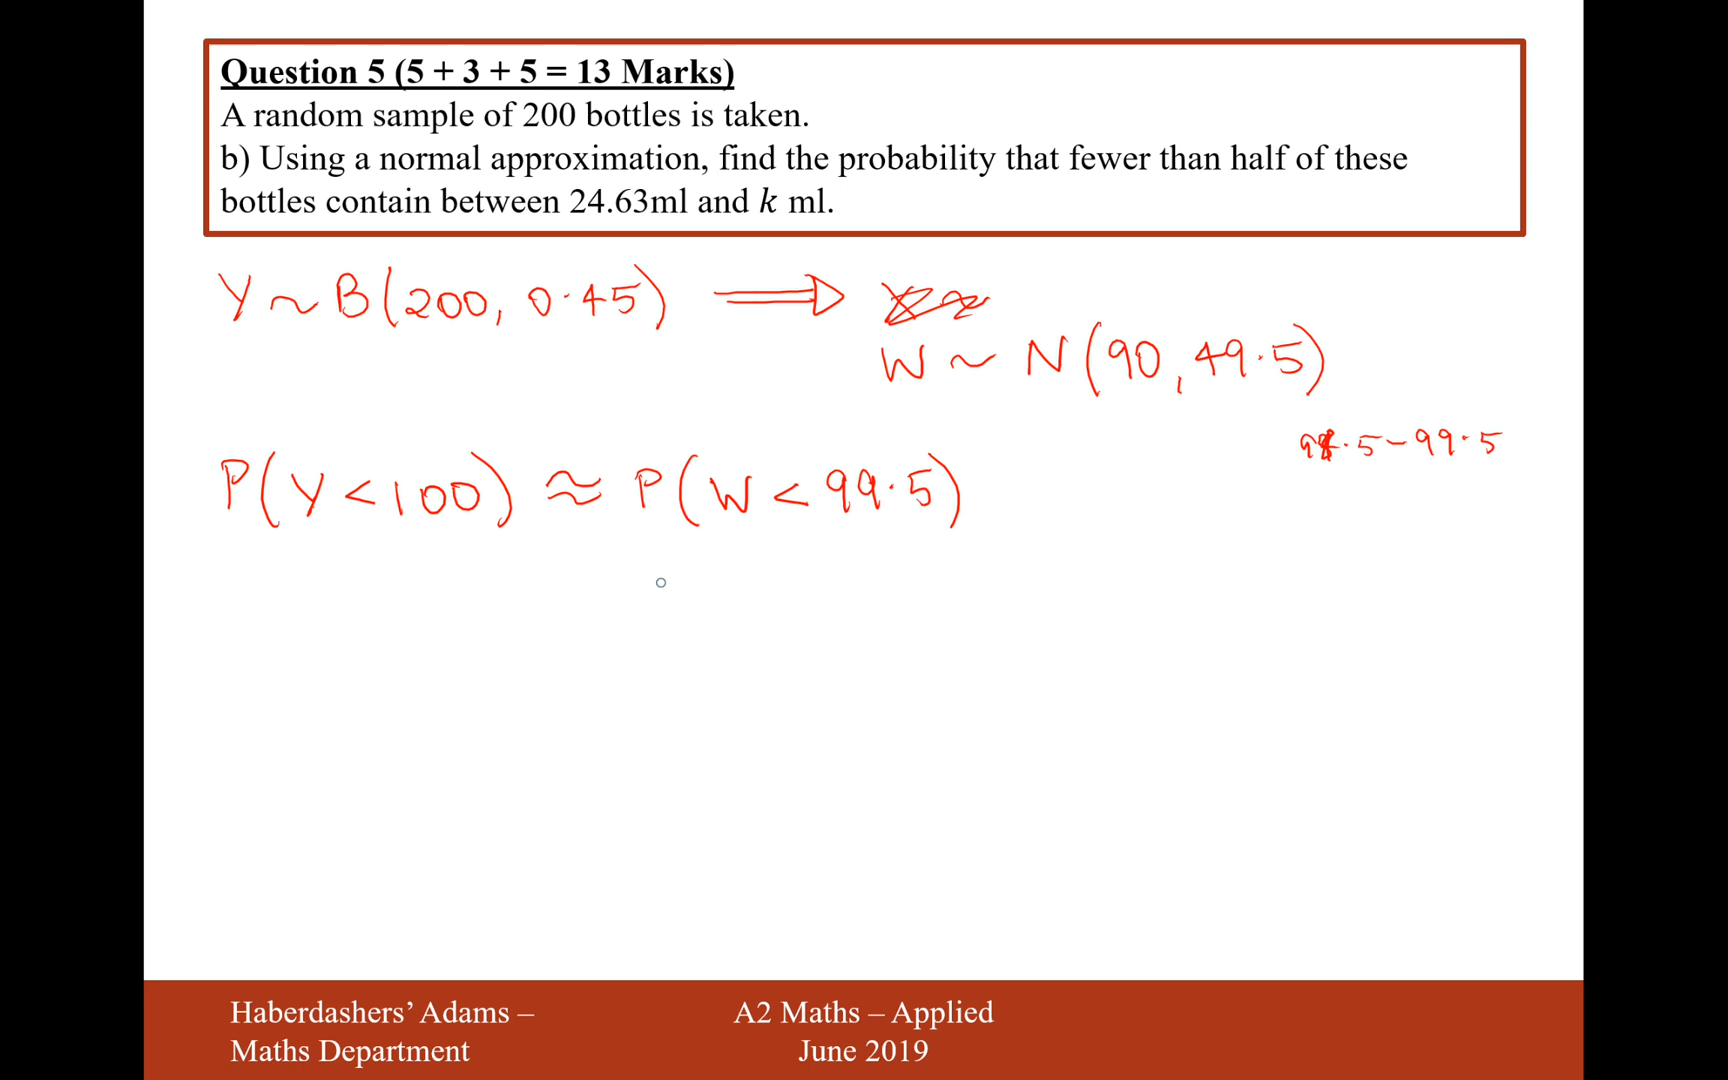 Question 5 (5 + 3 + 5 = 13 Marks)
A random sample of 200 bottles is taken.
b) Using a normal approximation, find the probability that fewer than half of these
bottles contain between 24.63ml and k ml.
Y ~ B(200, 0.45) ⟹
W ~ N(90, 49.5)
98.5-99.5
P(Y < 100) ≈ P(W < 99.5)
Haberdashers’ Adams –
Maths Department
A2 Maths – Applied
June 2019